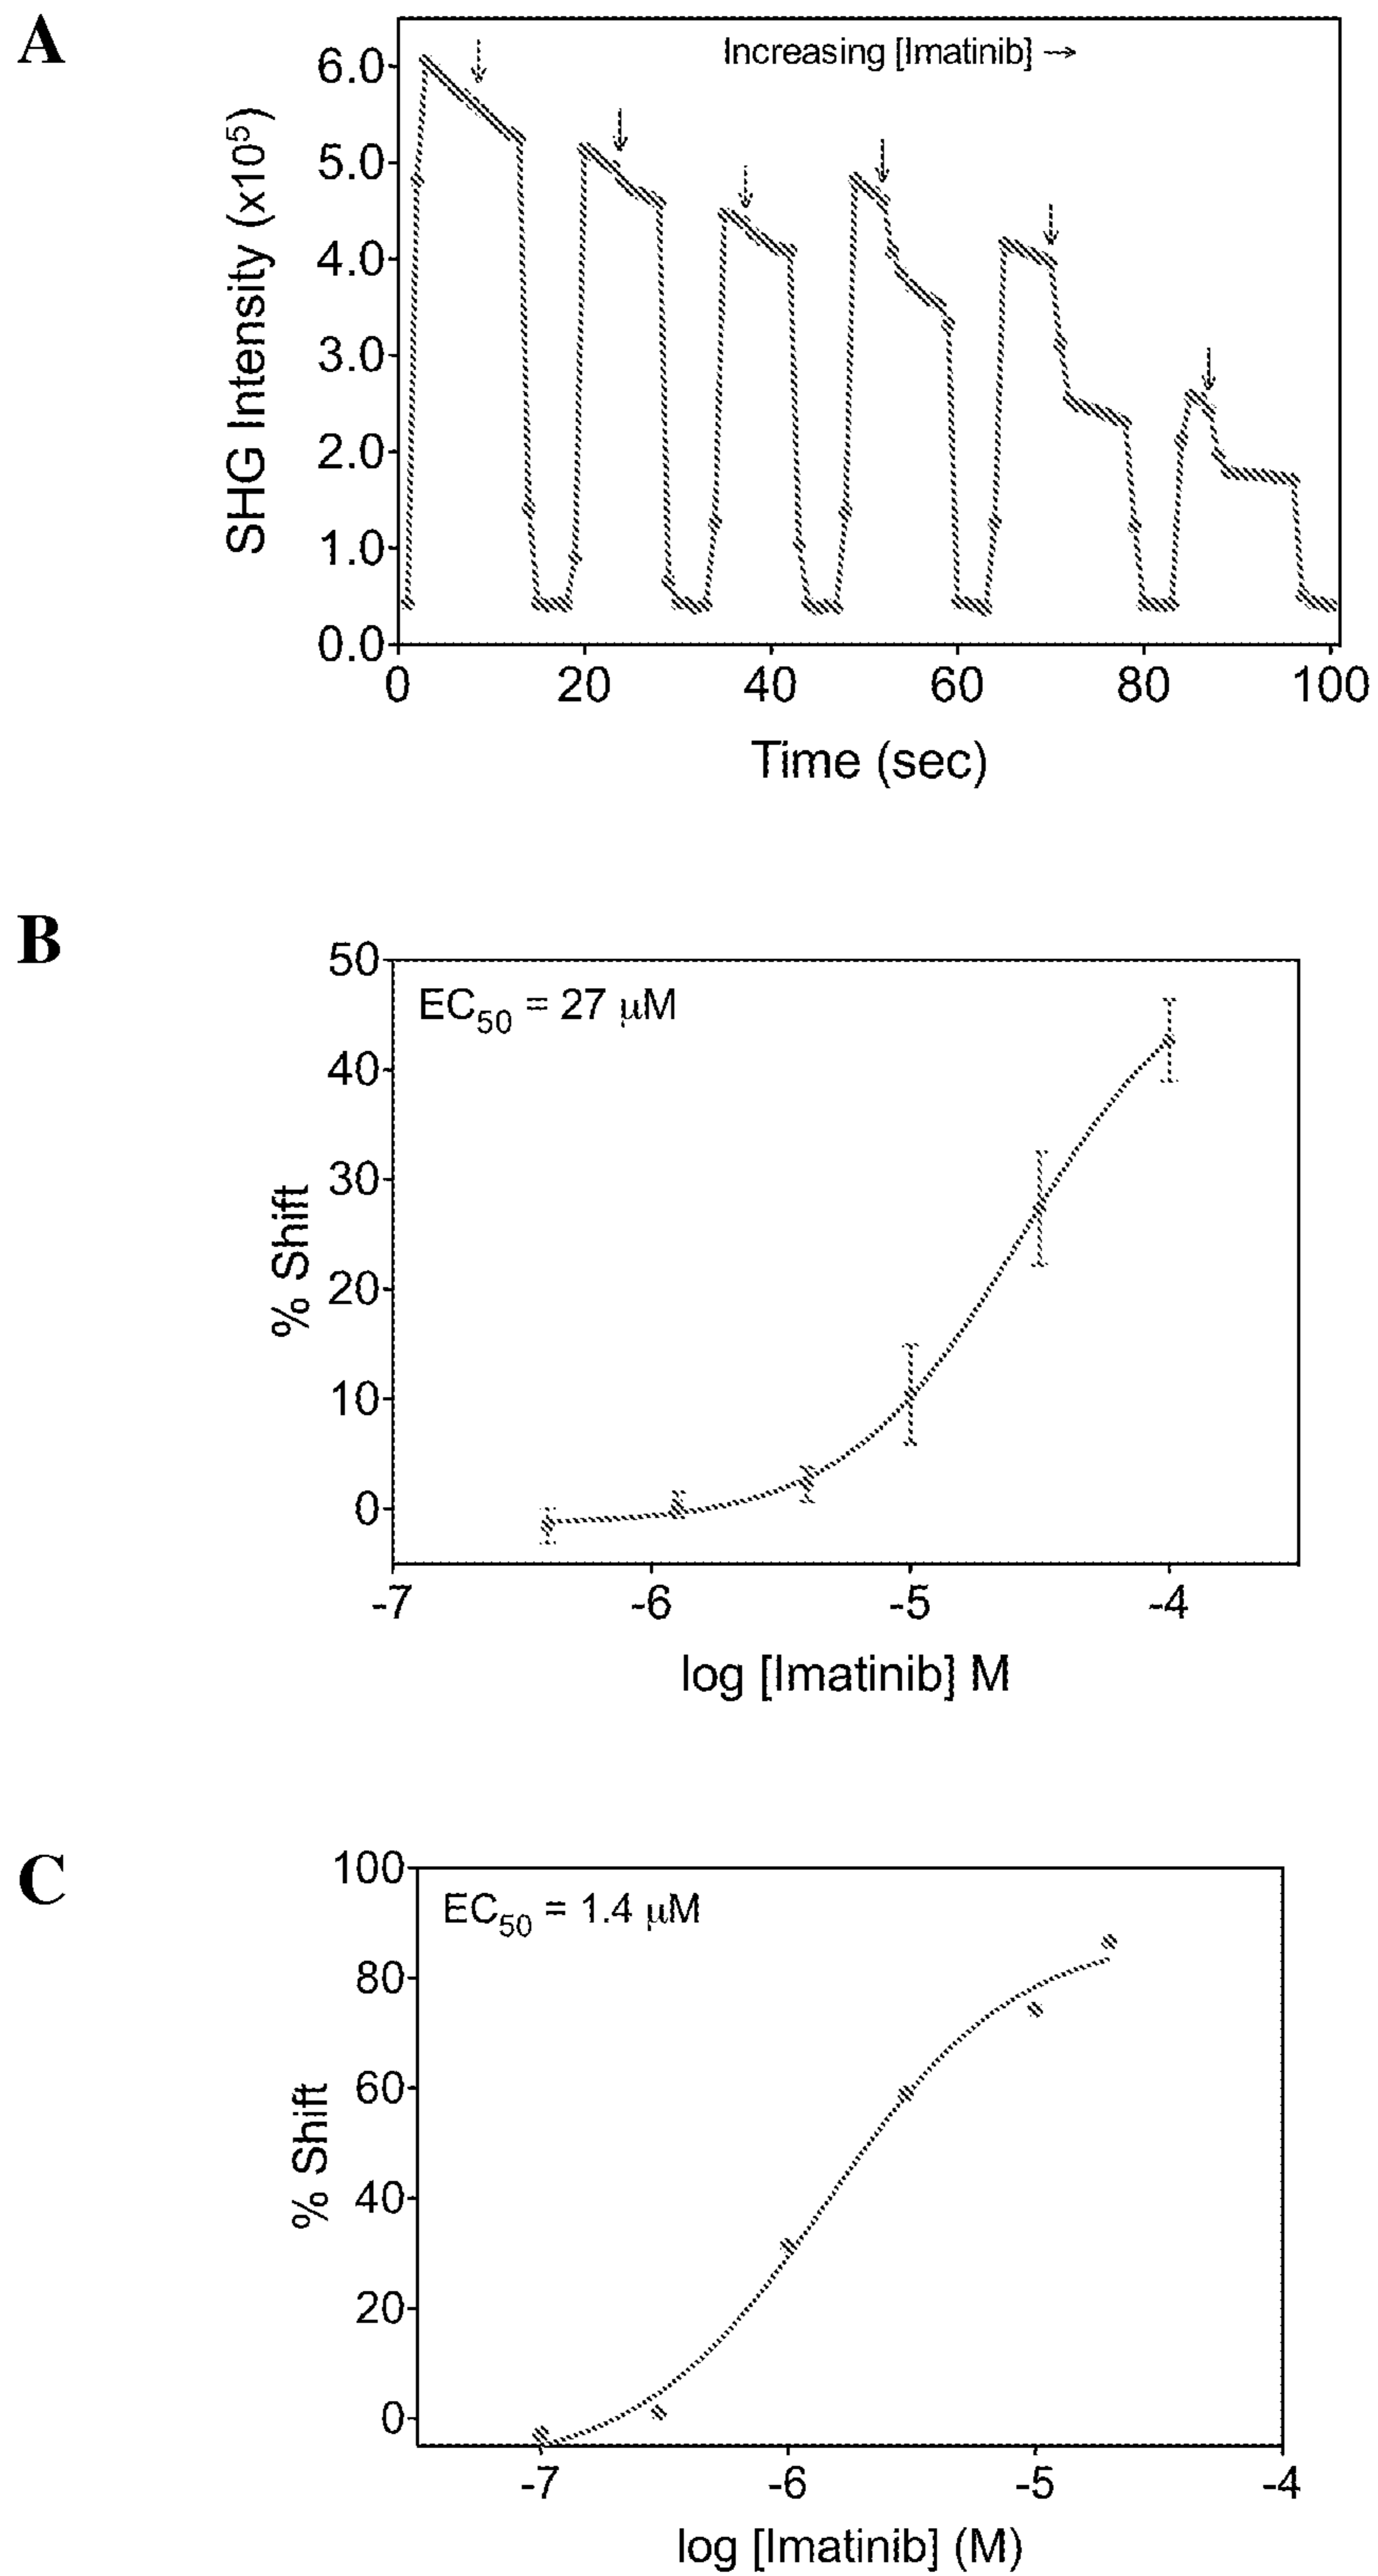 A
Increasing [Imatinib] →
SHG Intensity (x10⁵)
6.0
5.0
4.0
3.0
2.0
1.0
0.0
0 20 40 60 80 100
Time (sec)
B
EC₅₀ = 27 μM
% Shift
50
40
30
20
10
0
-7 -6 -5 -4
log [Imatinib] M
C
EC₅₀ = 1.4 μM
% Shift
100
80
60
40
20
0
-7 -6 -5 -4
log [Imatinib] (M)